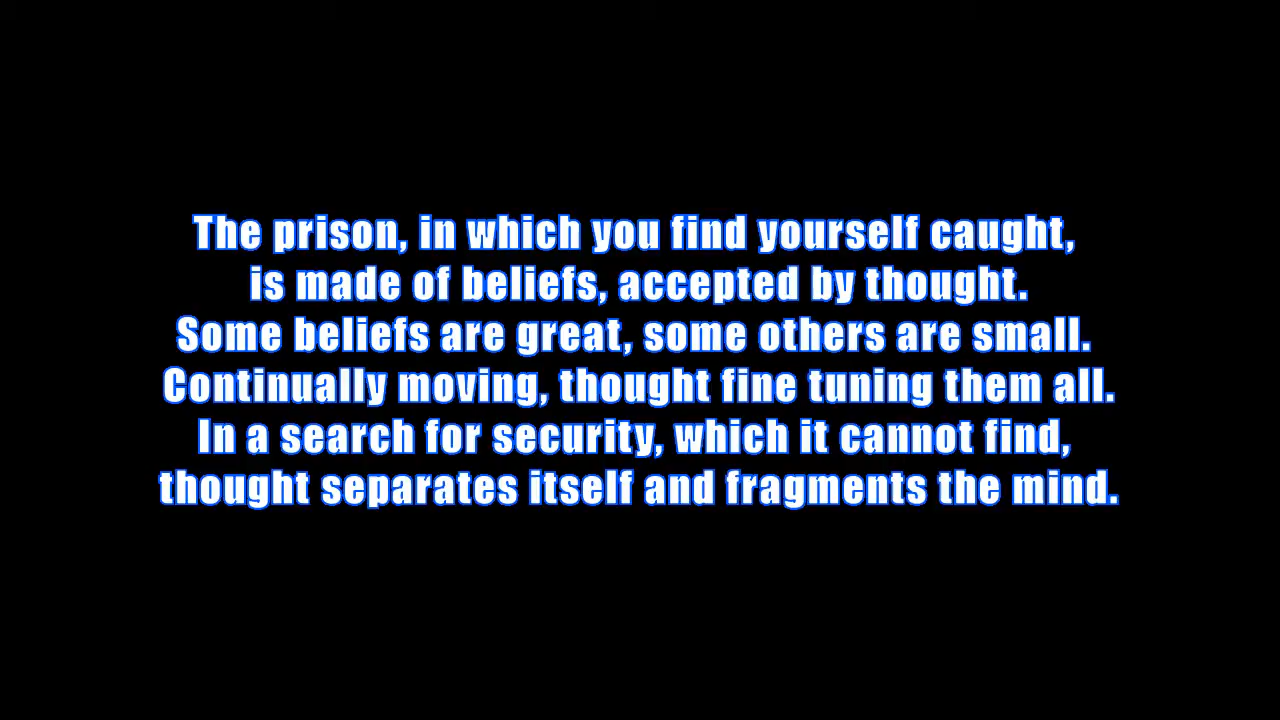 The prison, in which you find yourself caught,
is made of beliefs, accepted by thought.
Some beliefs are great, some others are small.
Continually moving, thought fine tuning them all.
In a search for security, which it cannot find,
thought separates itself and fragments the mind.